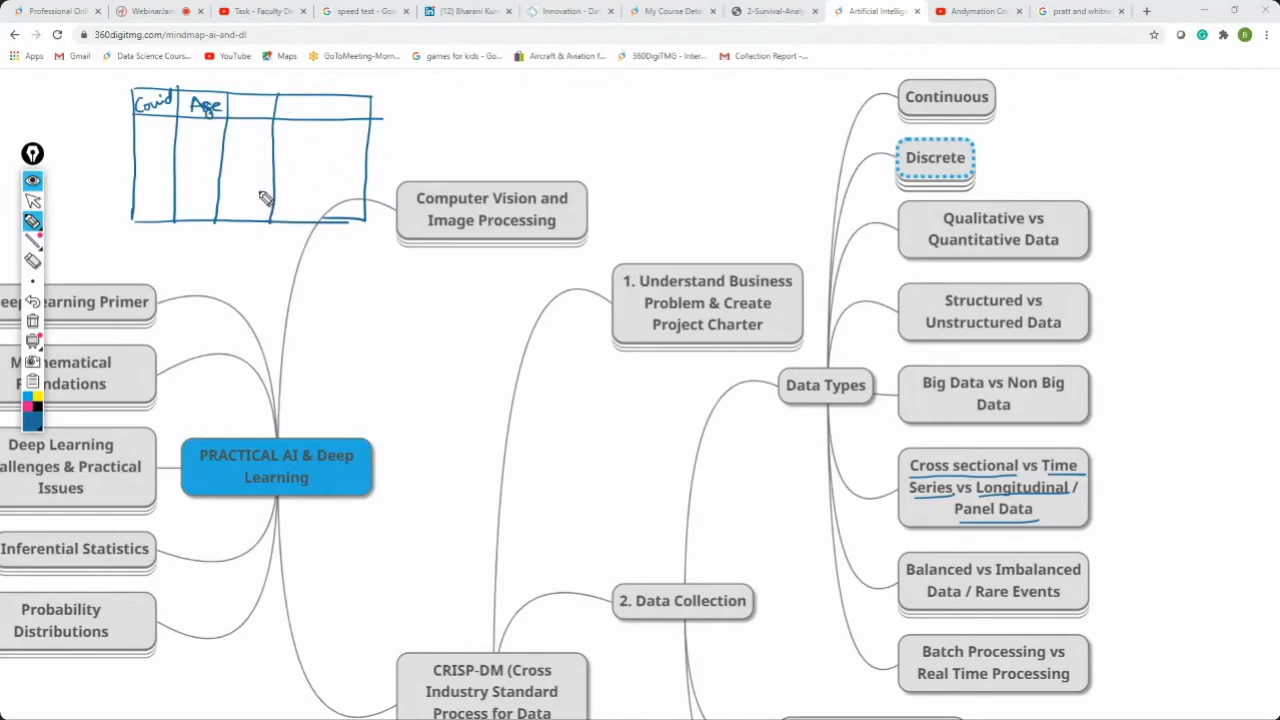 Professional Onl
WebinarJam
Task - Faculty Di
speed test - Goo
(12) Bharani Kum
Innovation - Dat
My Course Deta
2-Survival-Analy
Artificial Intellige
Andymation Co
pratt and whitne
360digitmg.com/mindmap-ai-and-dl
B
Apps
Gmail
Data Science Cours...
YouTube
Maps
GoToMeeting-Morn...
games for kids - Go...
Aircraft & Aviation f...
360DigiTMG - Inter...
Collection Report -...
Covid
Age
Continuous
Discrete
Computer Vision and
Image Processing
Qualitative vs
Quantitative Data
1. Understand Business
Problem & Create
Project Charter
Structured vs
Unstructured Data
eep Learning Primer
Mathematical
Foundations
Data Types
Big Data vs Non Big
Data
Deep Learning
allenges & Practical
Issues
PRACTICAL AI & Deep
Learning
Cross sectional vs Time
Series vs Longitudinal /
Panel Data
Inferential Statistics
Balanced vs Imbalanced
Data / Rare Events
2. Data Collection
Probability
Distributions
Batch Processing vs
Real Time Processing
CRISP-DM (Cross
Industry Standard
Process for Data